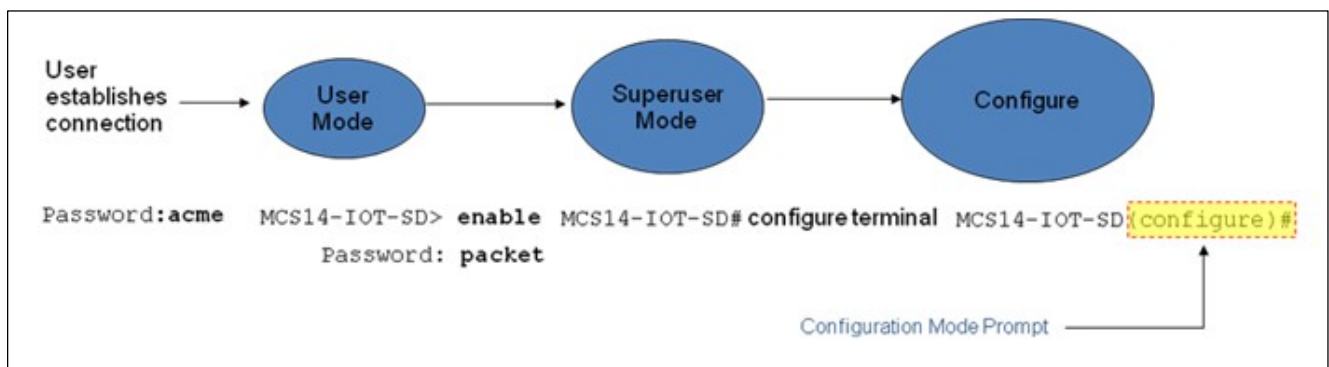 User
establishes
connection
User
Mode
Superuser
Mode
Configure
Password:acme
MCS14-IOT-SD> enable
Password: packet
MCS14-IOT-SD# configure terminal
MCS14-IOT-SD(configure)#
Configuration Mode Prompt